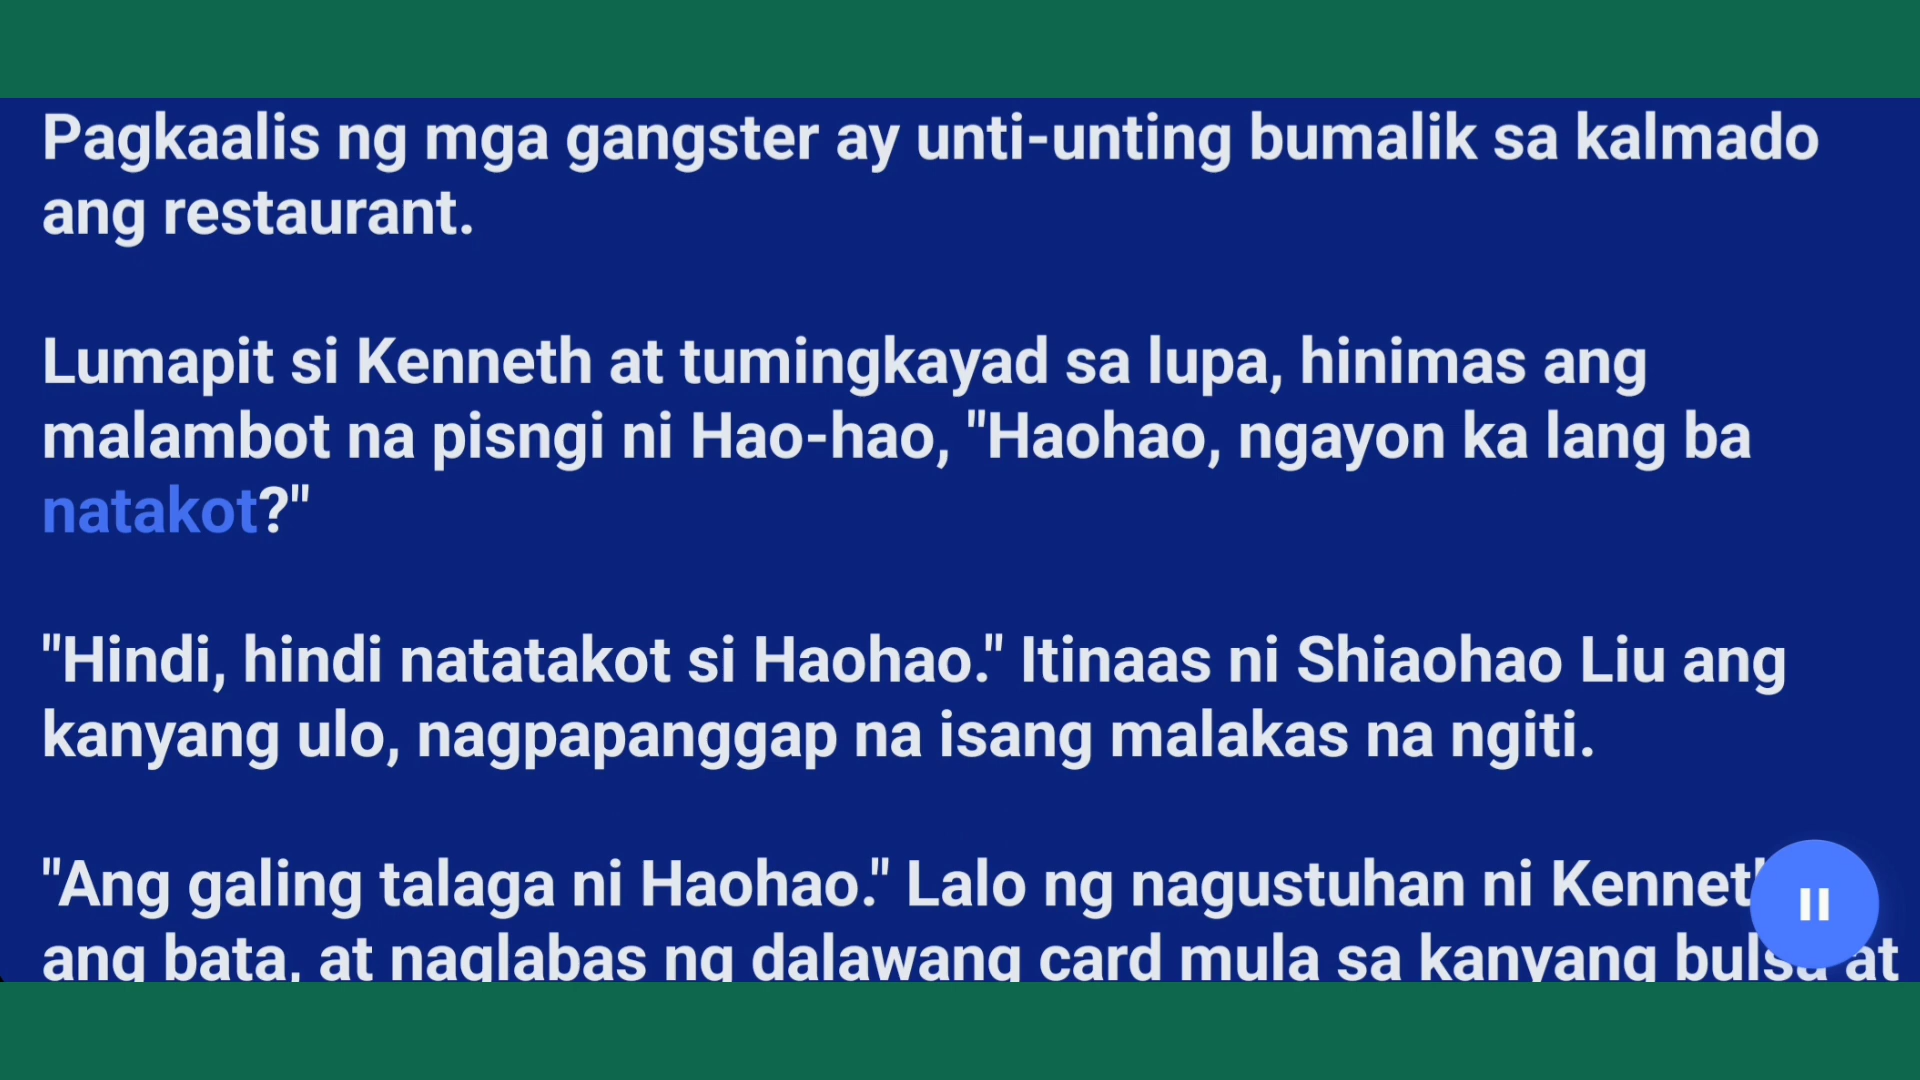 Pagkaalis ng mga gangster ay unti-unting bumalik sa kalmado
ang restaurant.
Lumapit si Kenneth at tumingkayad sa lupa, hinimas ang
malambot na pisngi ni Hao-hao, "Haohao, ngayon ka lang ba
natakot?"
"Hindi, hindi natatakot si Haohao." Itinaas ni Shiaohao Liu ang
kanyang ulo, nagpapanggap na isang malakas na ngiti.
"Ang galing talaga ni Haohao." Lalo ng nagustuhan ni Kenneth
ang bata, at naglabas ng dalawang card mula sa kanyang bulsa at